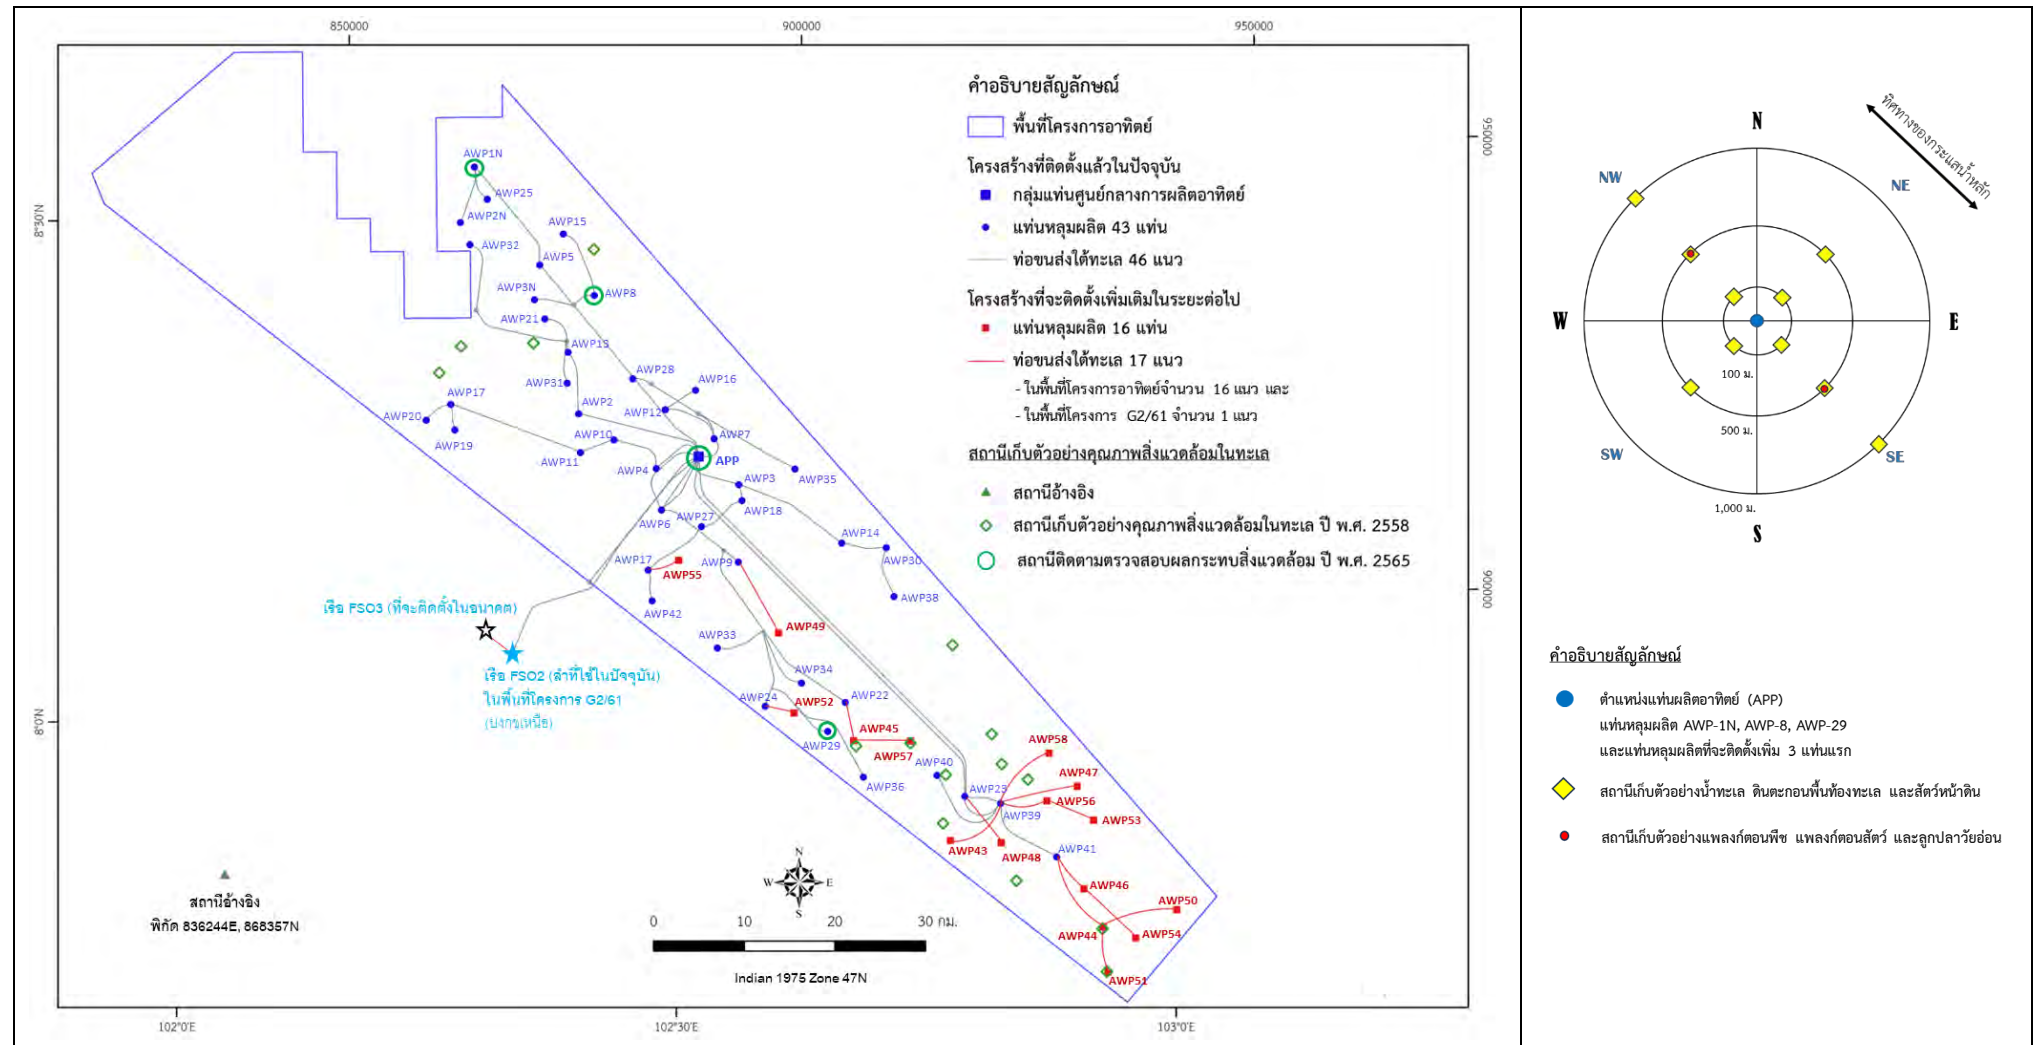 850000
900000
950000
950000
900000
8°30'N
8°0'N
102°0'E
102°30'E
103°0'E
คำอธิบายสัญลักษณ์
พื้นที่โครงการอาทิตย์
โครงสร้างที่ติดตั้งแล้วในปัจจุบัน
กลุ่มแท่นศูนย์กลางการผลิตอาทิตย์
แท่นหลุมผลิต 43 แท่น
ท่อขนส่งใต้ทะเล 46 แนว
โครงสร้างที่จะติดตั้งเพิ่มเติมในระยะต่อไป
แท่นหลุมผลิต 16 แท่น
ท่อขนส่งใต้ทะเล 17 แนว
- ในพื้นที่โครงการอาทิตย์จำนวน 16 แนว และ
- ในพื้นที่โครงการ G2/61 จำนวน 1 แนว
สถานีเก็บตัวอย่างคุณภาพสิ่งแวดล้อมในทะเล
สถานีอ้างอิง
สถานีเก็บตัวอย่างคุณภาพสิ่งแวดล้อมในทะเล ปี พ.ศ. 2558
สถานีติดตามตรวจสอบผลกระทบสิ่งแวดล้อม ปี พ.ศ. 2565
AWP1N
AWP25
AWP2N
AWP15
AWP32
AWP5
AWP3N
AWP8
AWP21
AWP13
AWP28
AWP16
AWP31
AWP17
AWP2
AWP12
AWP20
AWP7
AWP19
AWP10
AWP11
AWP4
APP
AWP35
AWP3
AWP6
AWP27
AWP18
AWP14
AWP30
AWP17
AWP9
AWP55
AWP42
AWP38
เรือ FSO3 (ที่จะติดตั้งในอนาคต)
AWP49
AWP33
เรือ FSO2 (ลำที่ใช้ในปัจจุบัน)
ในพื้นที่โครงการ G2/61
(บงกชเหนือ)
AWP34
AWP24
AWP52
AWP22
AWP45
AWP29
AWP57
AWP58
AWP40
AWP47
AWP36
AWP23
AWP56
AWP39
AWP53
AWP43
AWP48
AWP41
AWP46
AWP50
AWP44
AWP54
AWP51
สถานีอ้างอิง
พิกัด 836244E, 868357N
N
W
E
S
0
10
20
30 กม.
Indian 1975 Zone 47N
ทิศทางของกระแสน้ำหลัก
N
NW
NE
W
E
100 ม.
500 ม.
SW
SE
1,000 ม.
S
คำอธิบายสัญลักษณ์
ตำแหน่งแท่นผลิตอาทิตย์ (APP)
แท่นหลุมผลิต AWP-1N, AWP-8, AWP-29
และแท่นหลุมผลิตที่จะติดตั้งเพิ่ม 3 แท่นแรก
สถานีเก็บตัวอย่างน้ำทะเล ดินตะกอนพื้นท้องทะเล และสัตว์หน้าดิน
สถานีเก็บตัวอย่างแพลงก์ตอนพืช แพลงก์ตอนสัตว์ และลูกปลาวัยอ่อน